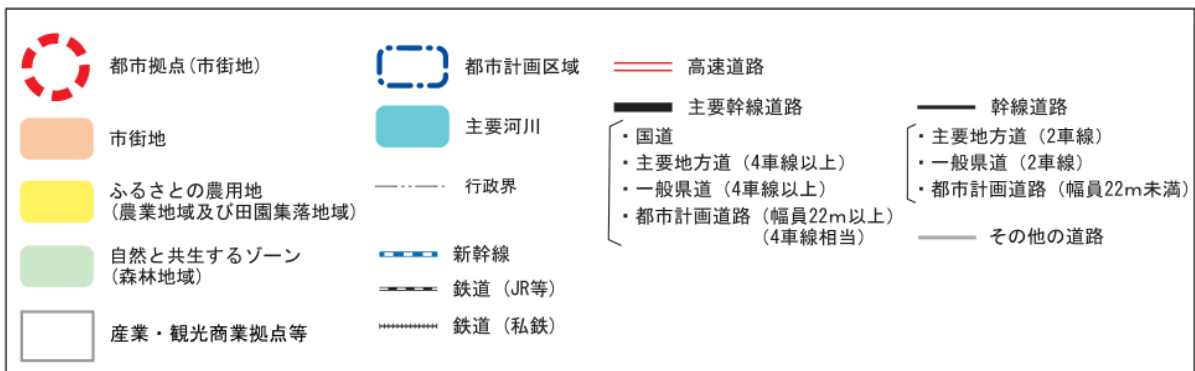 都市拠点(市街地)
市街地
ふるさとの農用地
(農業地域及び田園集落地域)
自然と共生するゾーン
(森林地域)
産業・観光商業拠点等
都市計画区域
主要河川
行政界
新幹線
鉄道(JR等)
鉄道(私鉄)
高速道路
主要幹線道路
・国道
・主要地方道(4車線以上)
・一般県道(4車線以上)
・都市計画道路(幅員22m以上)
(4車線相当)
幹線道路
・主要地方道(2車線)
・一般県道(2車線)
・都市計画道路(幅員22m未満)
その他の道路